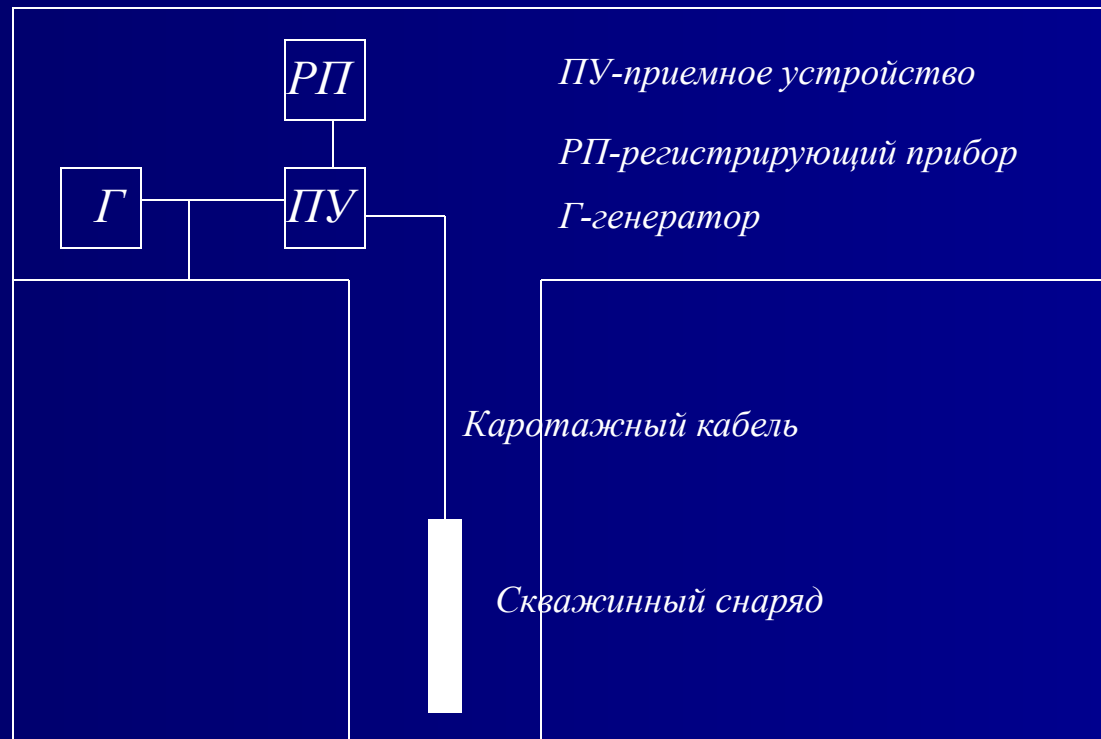 РП
ПУ-приемное устройство
РП-регистрирующий прибор
Г
ПУ
Г-генератор
Каротажный кабель
Скважинный снаряд